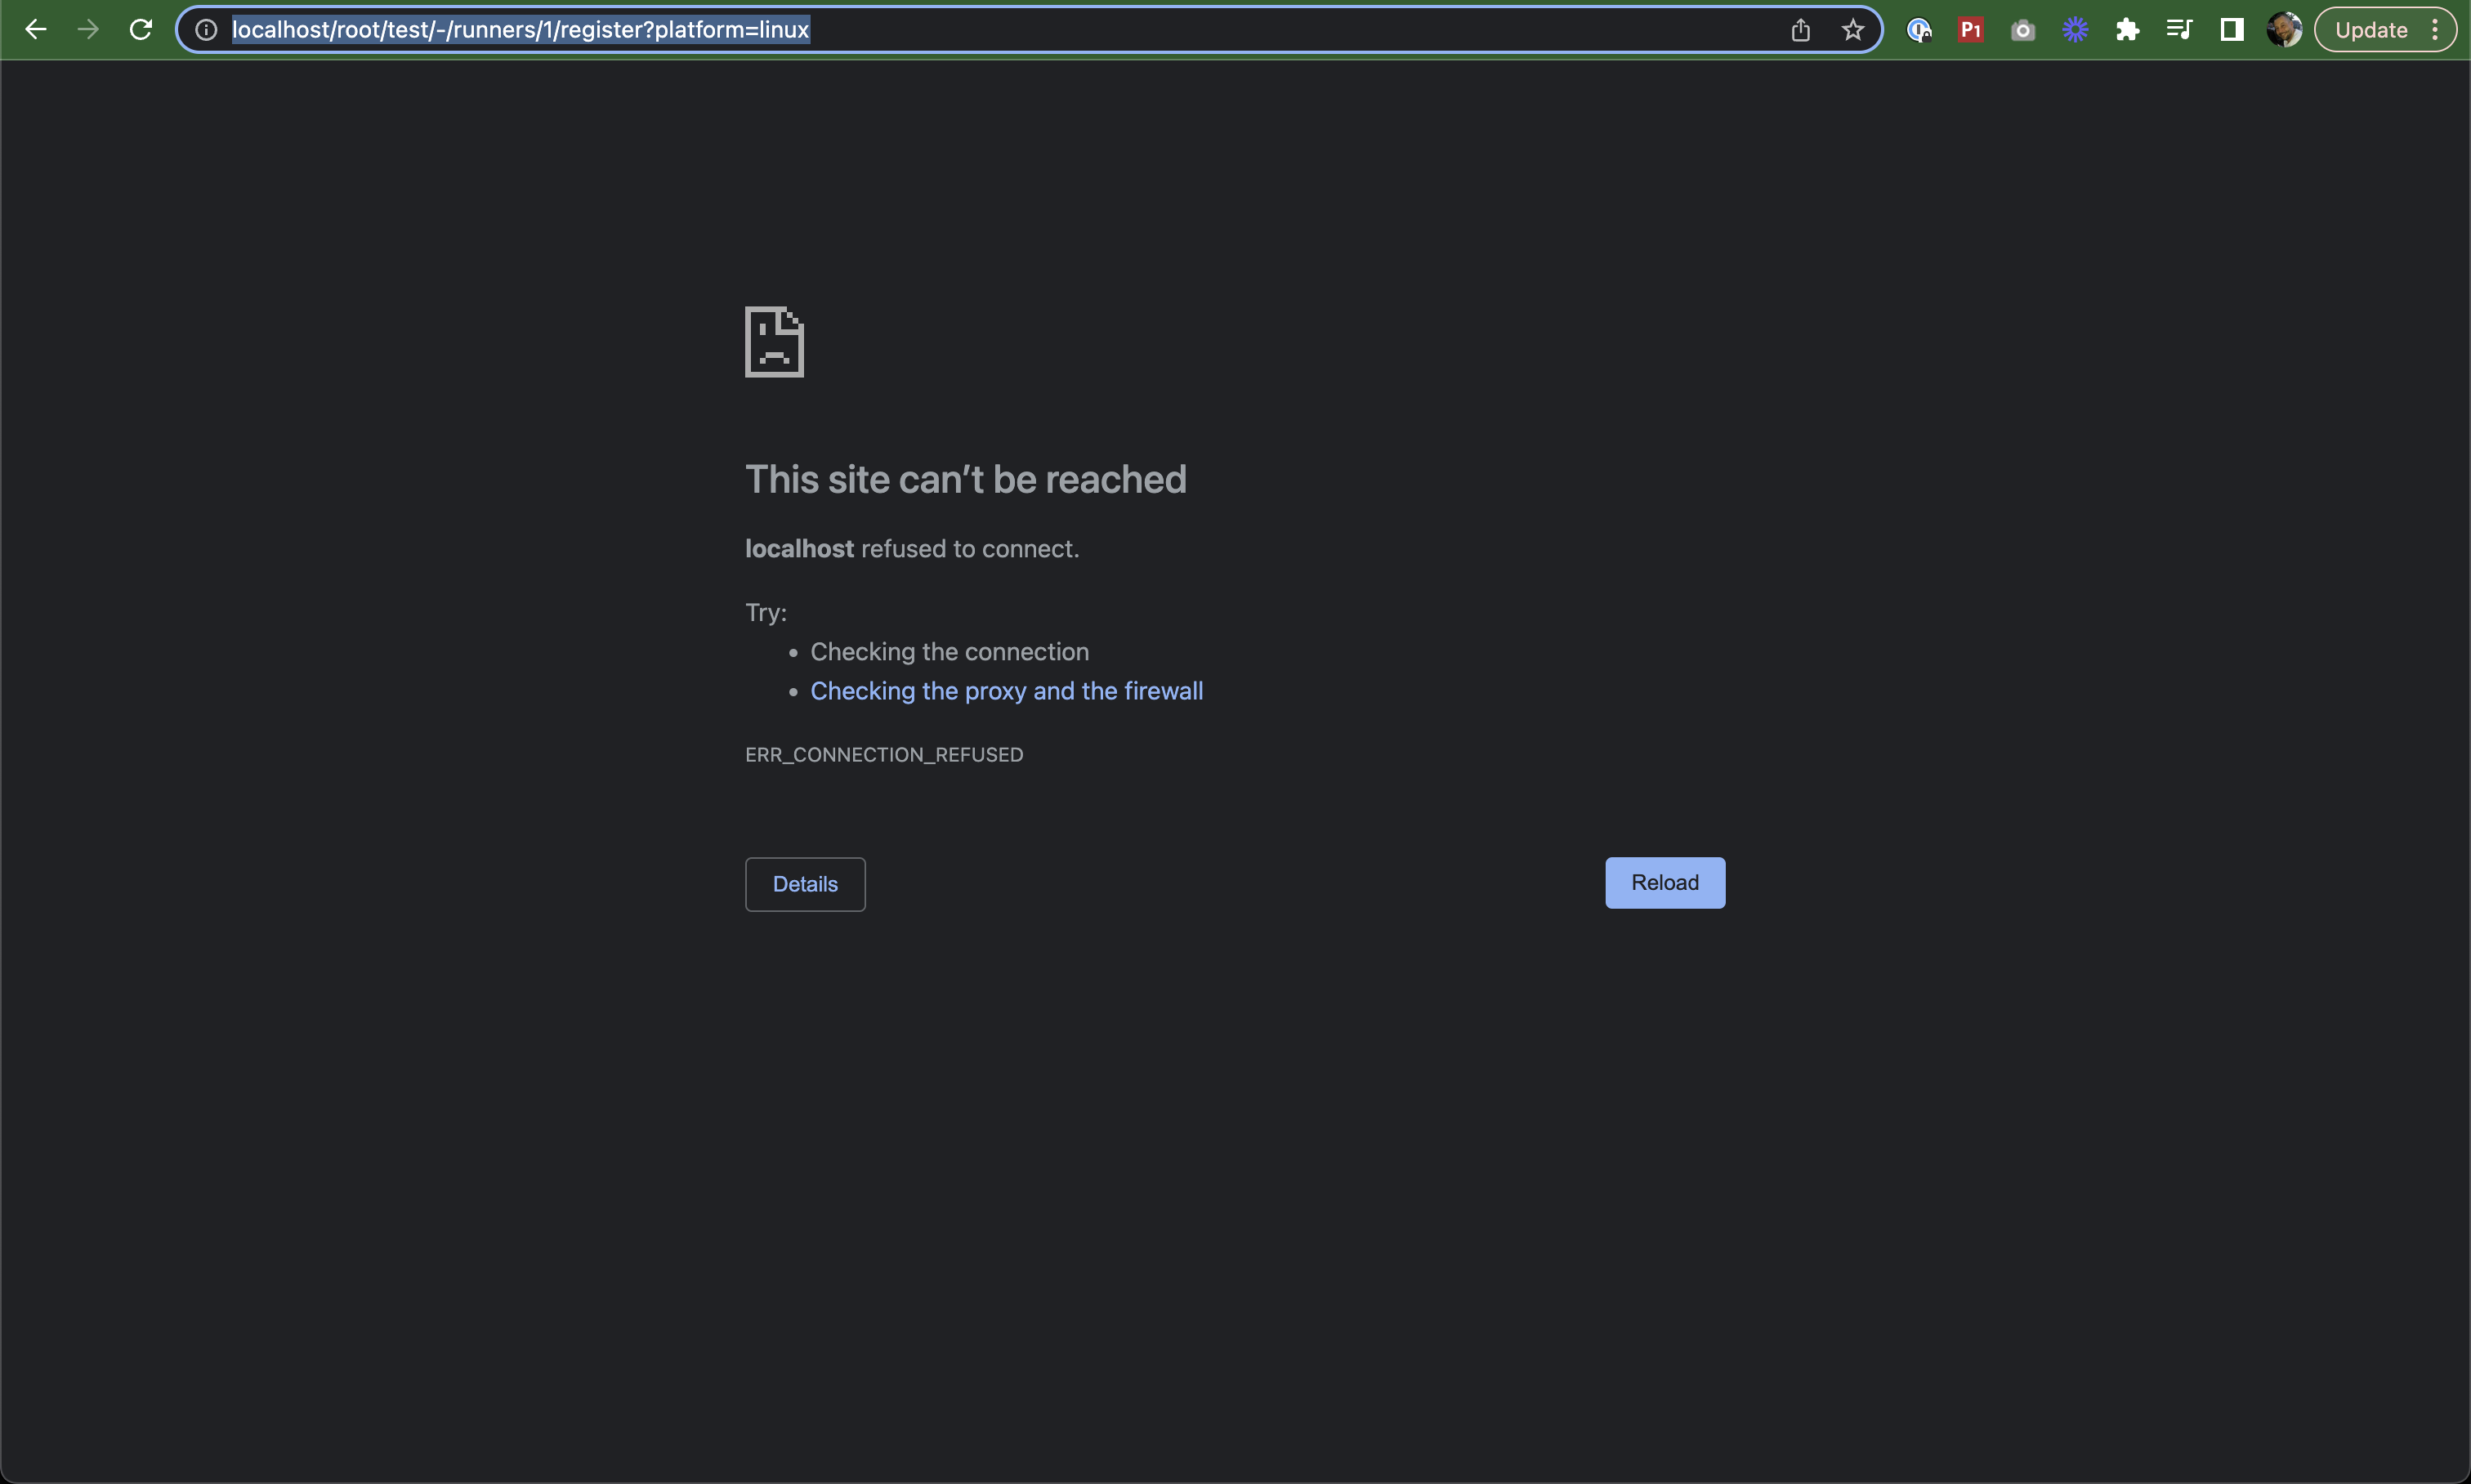 localhost/root/test/-/runners/1/register?platform=linux
P1
Update
This site can’t be reached
localhost refused to connect.
Try:
Checking the connection
Checking the proxy and the firewall
ERR_CONNECTION_REFUSED
Details
Reload